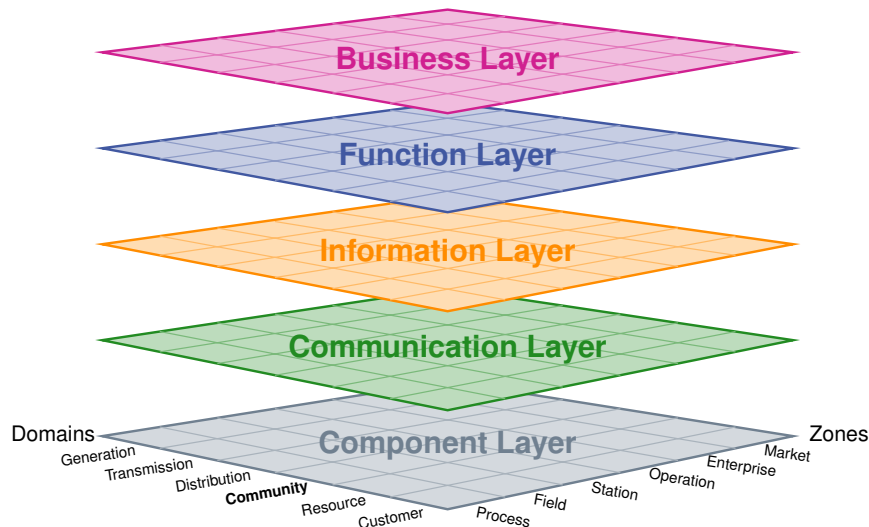 Business Layer
Function Layer
Information Layer
Communication Layer
Component Layer
Domains
Generation
Transmission
Distribution
Community
Resource
Customer
Process
Field
Station
Operation
Enterprise
Market
Zones